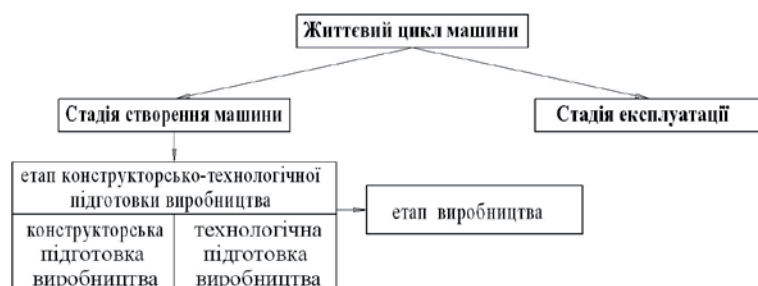 Життєвий цикл машини
Стадія створення машини
Стадія експлуатації
етап конструкторсько-технологічної
підготовки виробництва
етап виробництва
конструкторська
підготовка
виробництва
технологічна
підготовка
виробництва